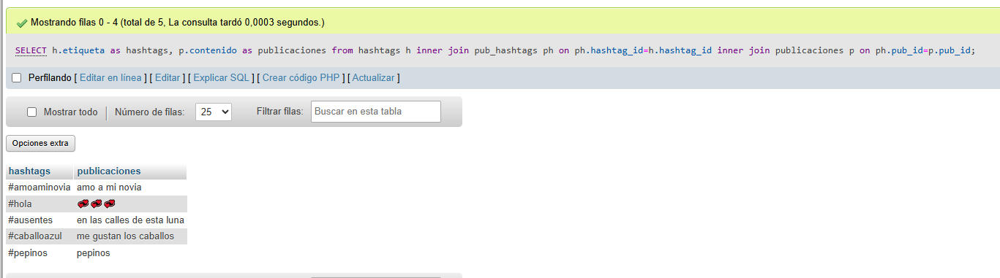 Mostrando filas 0 - 4 (total de 5, La consulta tardó 0,0003 segundos.)
SELECT h.etiqueta as hashtags, p.contenido as publicaciones from hashtags h inner join pub_hashtags ph on ph.hashtag_id=h.hashtag_id inner join publicaciones p on ph.pub_id=p.pub_id;
Perfilando [ Editar en línea ] [ Editar ] [ Explicar SQL ] [ Crear código PHP ] [ Actualizar ]
Mostrar todo | Número de filas: 25 Filtrar filas: Buscar en esta tabla
Opciones extra
hashtags publicaciones
#amoaminovia amo a mi novia
#hola 💋💋💋
#ausentes en las calles de esta luna
#caballoazul me gustan los caballos
#pepinos pepinos